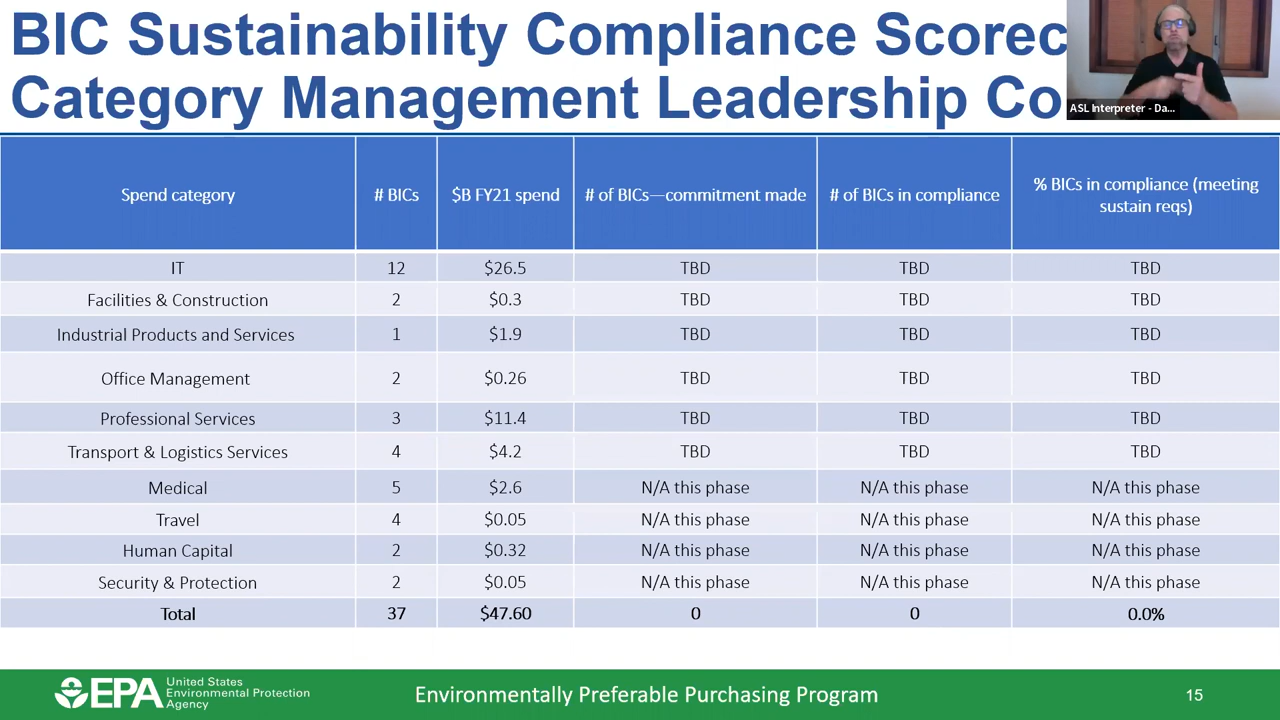 BIC Sustainability Compliance Scorec
Category Management Leadership Co
ASL Interpreter - Da...
Spend category # BICs $B FY21 spend # of BICs—commitment made # of BICs in compliance % BICs in compliance (meeting sustain reqs)
IT 12 $26.5 TBD TBD TBD
Facilities & Construction 2 $0.3 TBD TBD TBD
Industrial Products and Services 1 $1.9 TBD TBD TBD
Office Management 2 $0.26 TBD TBD TBD
Professional Services 3 $11.4 TBD TBD TBD
Transport & Logistics Services 4 $4.2 TBD TBD TBD
Medical 5 $2.6 N/A this phase N/A this phase N/A this phase
Travel 4 $0.05 N/A this phase N/A this phase N/A this phase
Human Capital 2 $0.32 N/A this phase N/A this phase N/A this phase
Security & Protection 2 $0.05 N/A this phase N/A this phase N/A this phase
Total 37 $47.60 0 0 0.0%
EPA
United States
Environmental Protection
Agency
Environmentally Preferable Purchasing Program
15